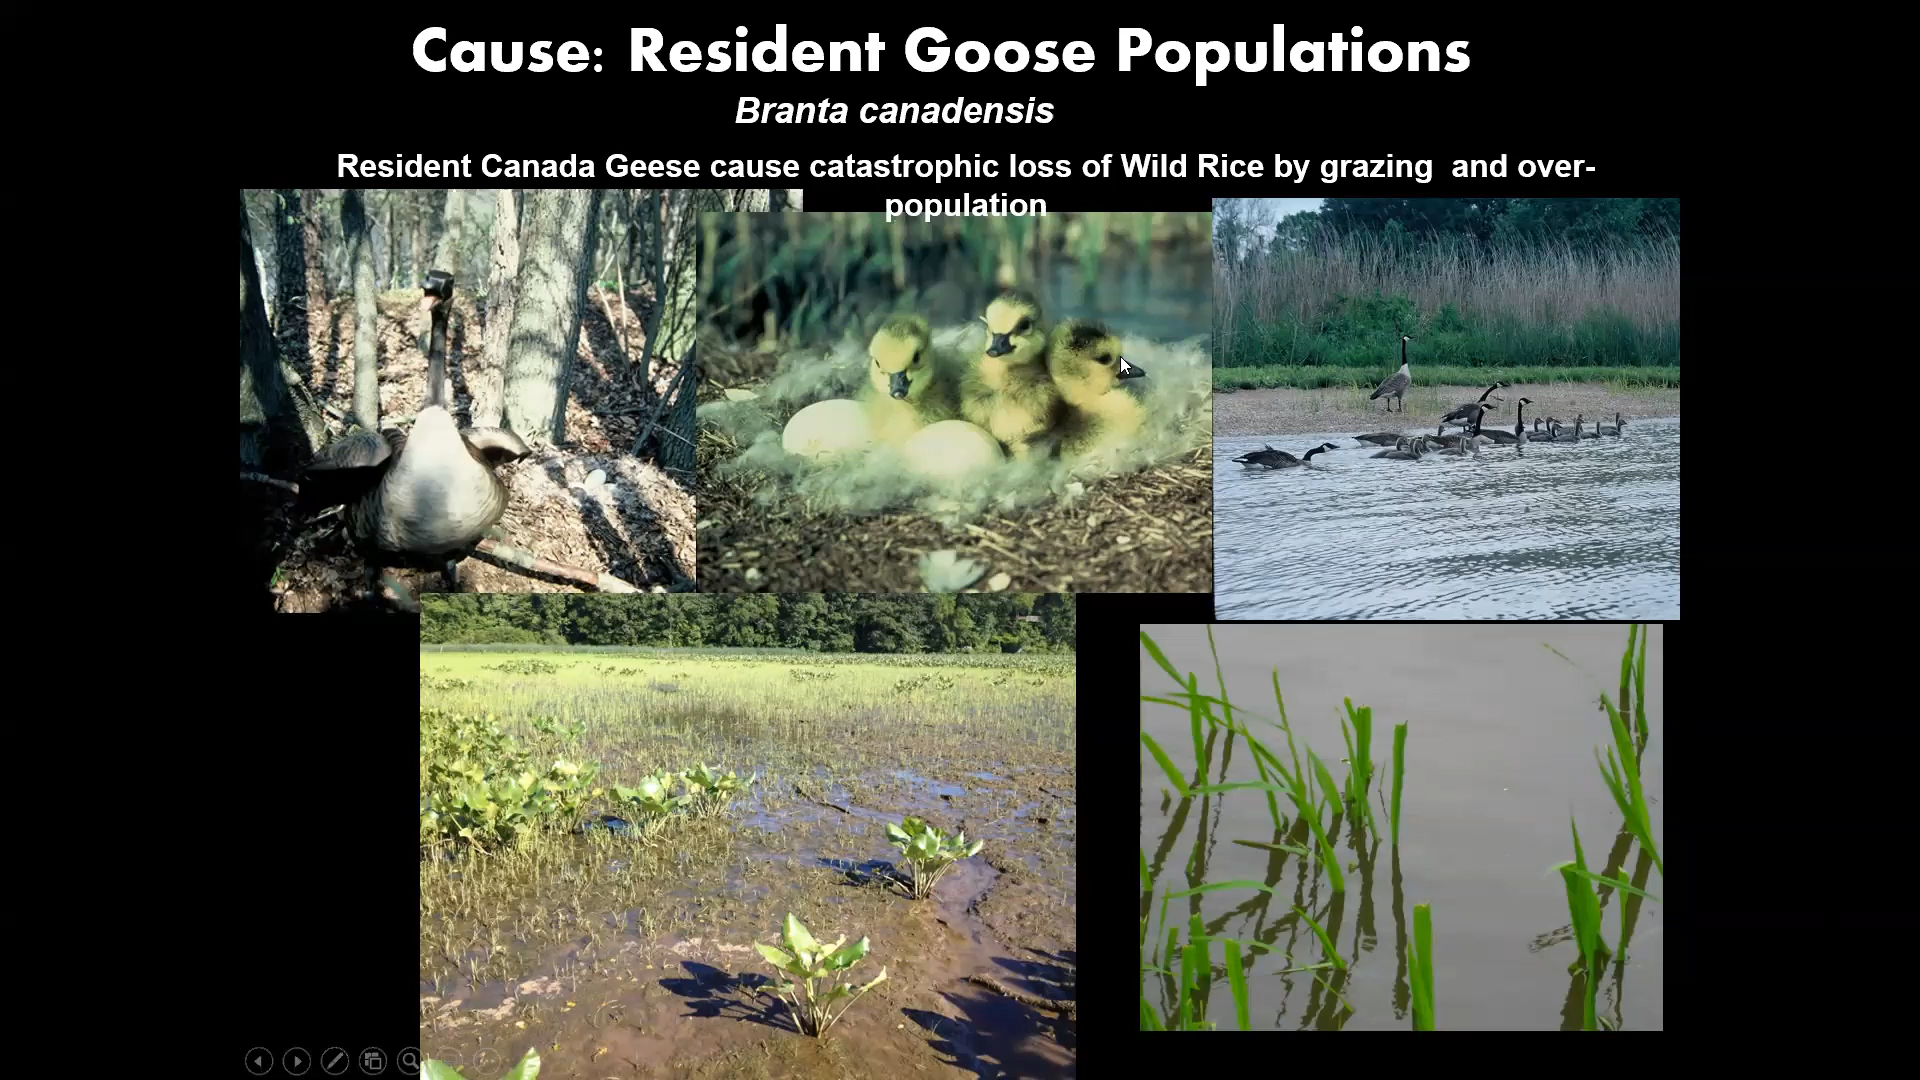 Cause: Resident Goose Populations
Branta canadensis
Resident Canada Geese cause catastrophic loss of Wild Rice by grazing  and over-
population